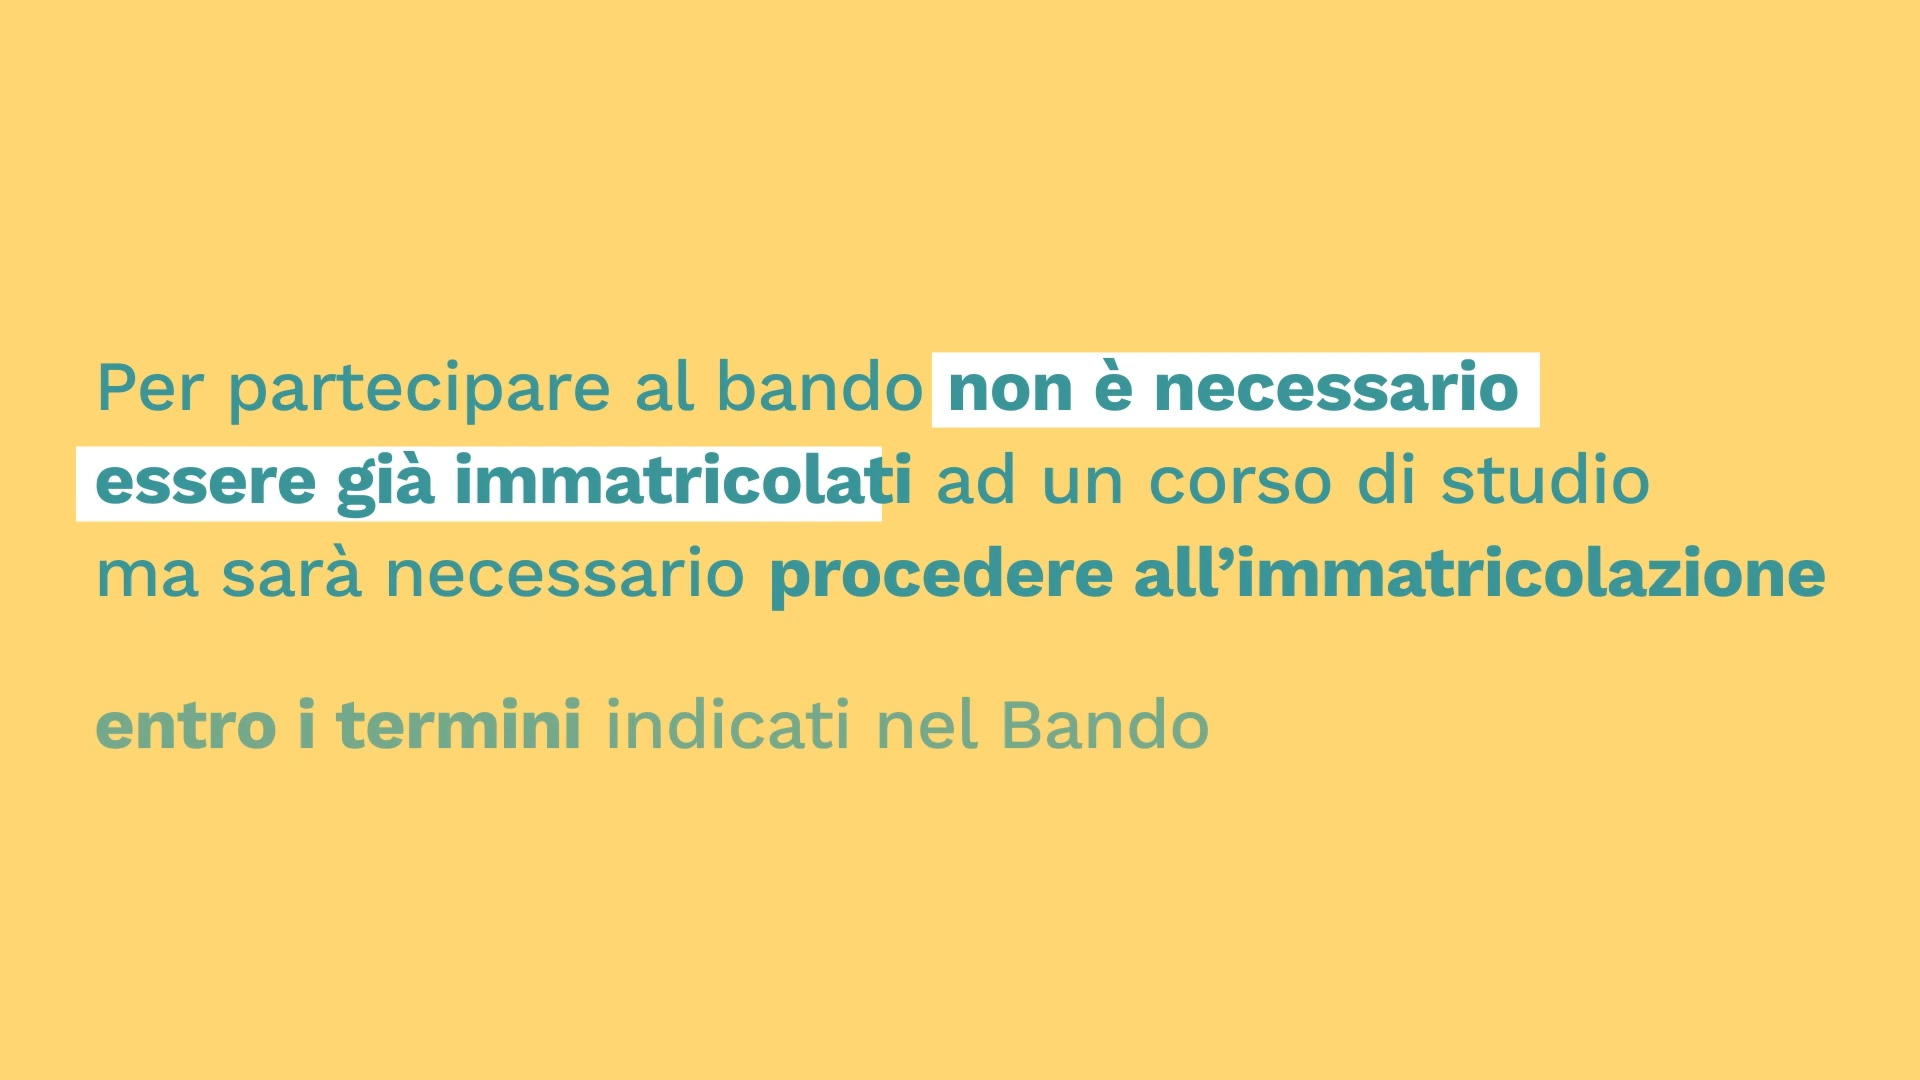 Per partecipare al bando non è necessario
essere già immatricolati ad un corso di studio
ma sarà necessario procedere all’immatricolazione
entro i termini indicati nel Bando